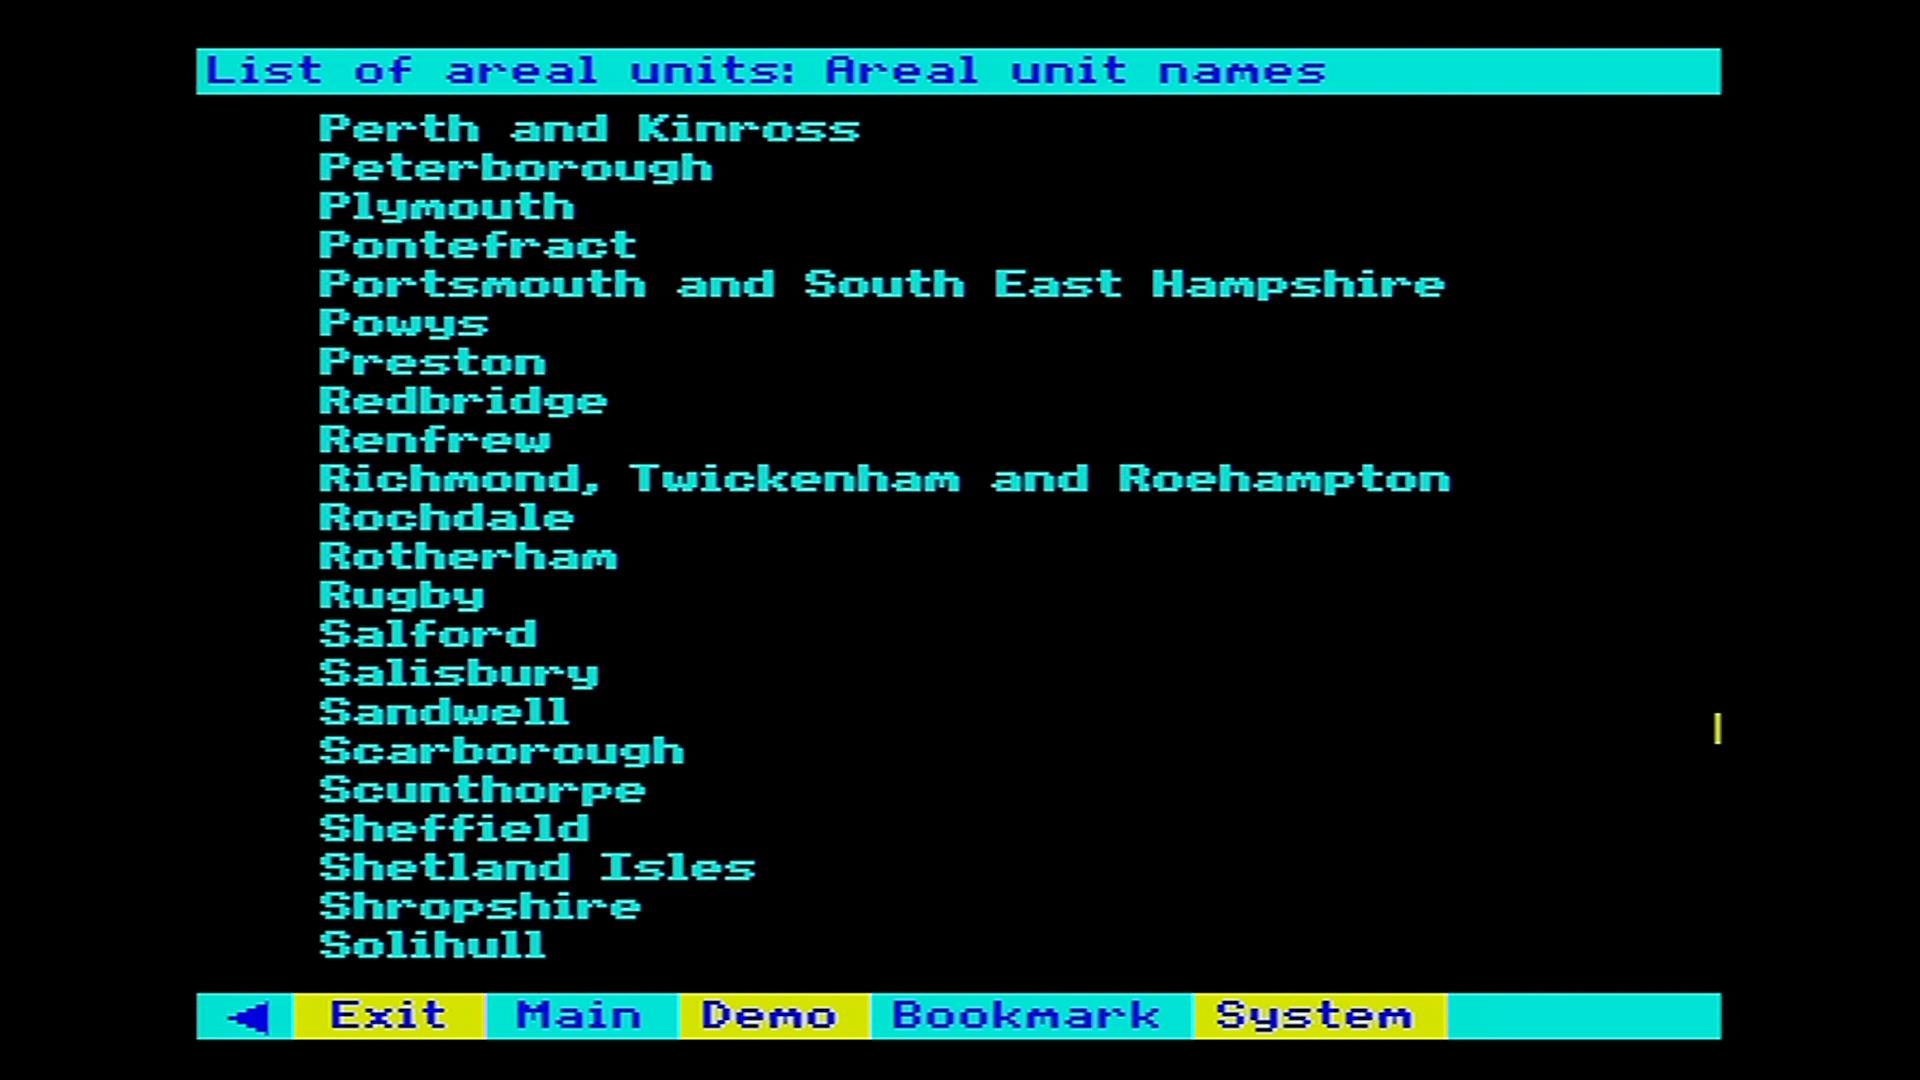 List of areal units: Areal unit names
Perth and Kinross
Peterborough
Plymouth
Pontefract
Portsmouth and South East Hampshire
Powys
Preston
Redbridge
Renfrew
Richmond, Twickenham and Roehampton
Rochdale
Rotherham
Rugby
Salford
Salisbury
Sandwell
Scarborough
Scunthorpe
Sheffield
Shetland Isles
Shropshire
Solihull
Exit Main Demo Bookmark System